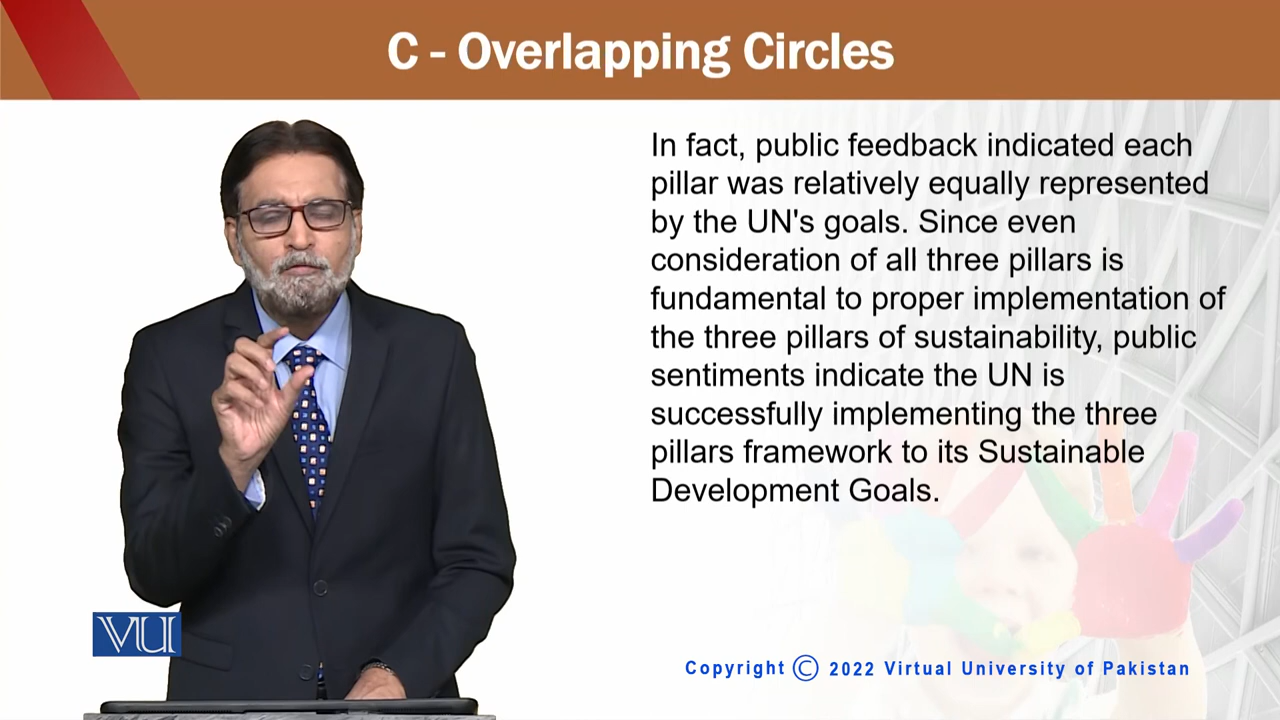 C - Overlapping Circles
In fact, public feedback indicated each
pillar was relatively equally represented
by the UN's goals. Since even
consideration of all three pillars is
fundamental to proper implementation of
the three pillars of sustainability, public
sentiments indicate the UN is
successfully implementing the three
pillars framework to its Sustainable
Development Goals.
VU
Copyright © 2022 Virtual University of Pakistan